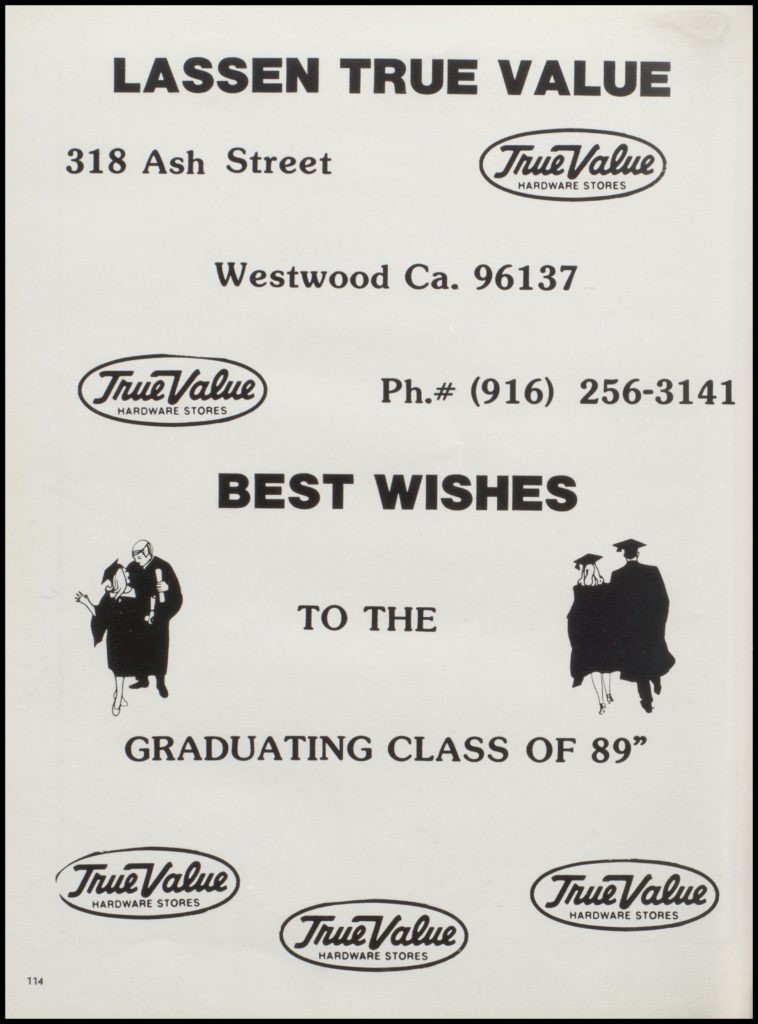 LASSEN TRUE VALUE
318 Ash Street
True Value
HARDWARE STORES
Westwood Ca. 96137
True Value
HARDWARE STORES
Ph.# (916) 256-3141
BEST WISHES
TO THE
GRADUATING CLASS OF 89”
True Value
HARDWARE STORES
True Value
HARDWARE STORES
True Value
HARDWARE STORES
114